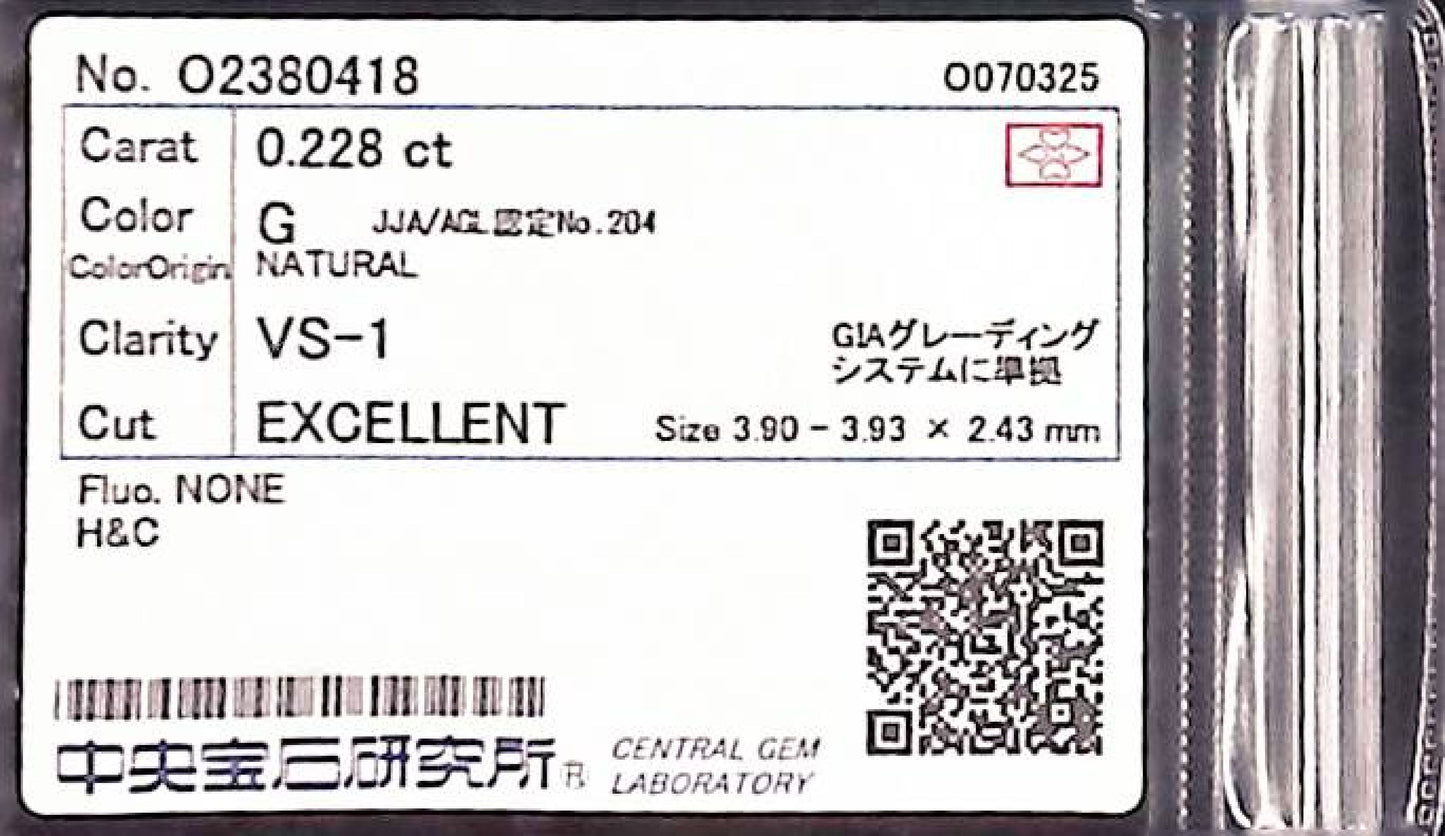 No. O2380418
O070325
Carat 0.228 ct
Color G JJA/AGL認定No.204
ColorOrigin NATURAL
Clarity VS-1
GIAグレーディング
システムに準拠
Cut EXCELLENT Size 3.90 - 3.93 × 2.43 mm
Fluo. NONE
H&C
中央宝石研究所®
CENTRAL GEM
LABORATORY